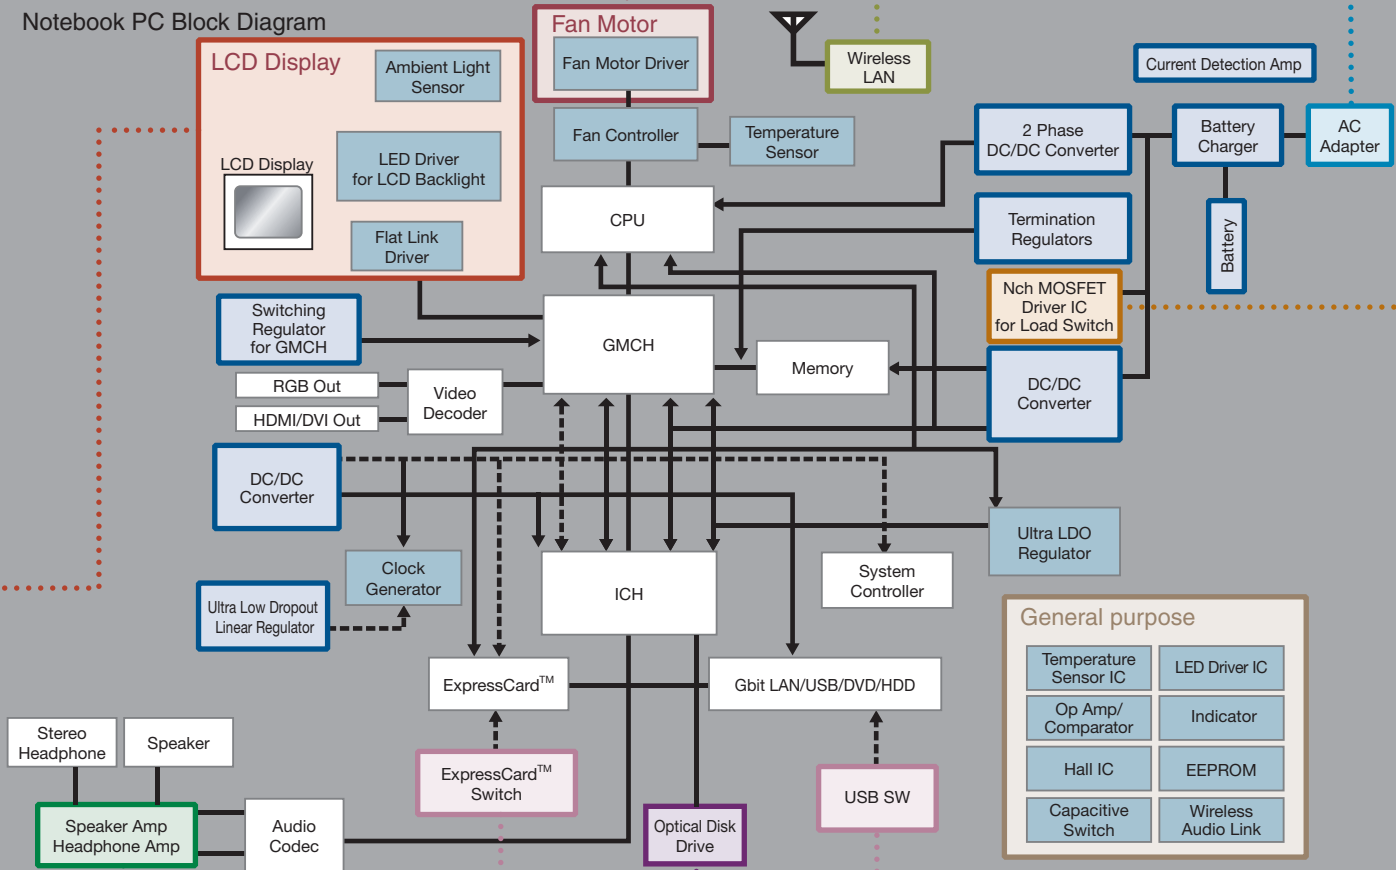 Notebook PC Block Diagram
LCD Display
Ambient Light
Sensor
LCD Display
LED Driver
for LCD Backlight
Flat Link
Driver
Fan Motor
Fan Motor Driver
Fan Controller
Temperature
Sensor
Wireless
LAN
Current Detection Amp
2 Phase
DC/DC Converter
Battery
Charger
AC
Adapter
CPU
Termination
Regulators
Battery
Nch MOSFET
Driver IC
for Load Switch
Switching
Regulator
for GMCH
GMCH
Memory
DC/DC
Converter
RGB Out
HDMI/DVI Out
Video
Decoder
DC/DC
Converter
Clock
Generator
Ultra Low Dropout
Linear Regulator
ICH
System
Controller
Ultra LDO
Regulator
ExpressCard™
Gbit LAN/USB/DVD/HDD
General purpose
Temperature
Sensor IC
LED Driver IC
Op Amp/
Comparator
Indicator
Hall IC
EEPROM
Capacitive
Switch
Wireless
Audio Link
Stereo
Headphone
Speaker
Speaker Amp
Headphone Amp
Audio
Codec
ExpressCard™
Switch
Optical Disk
Drive
USB SW